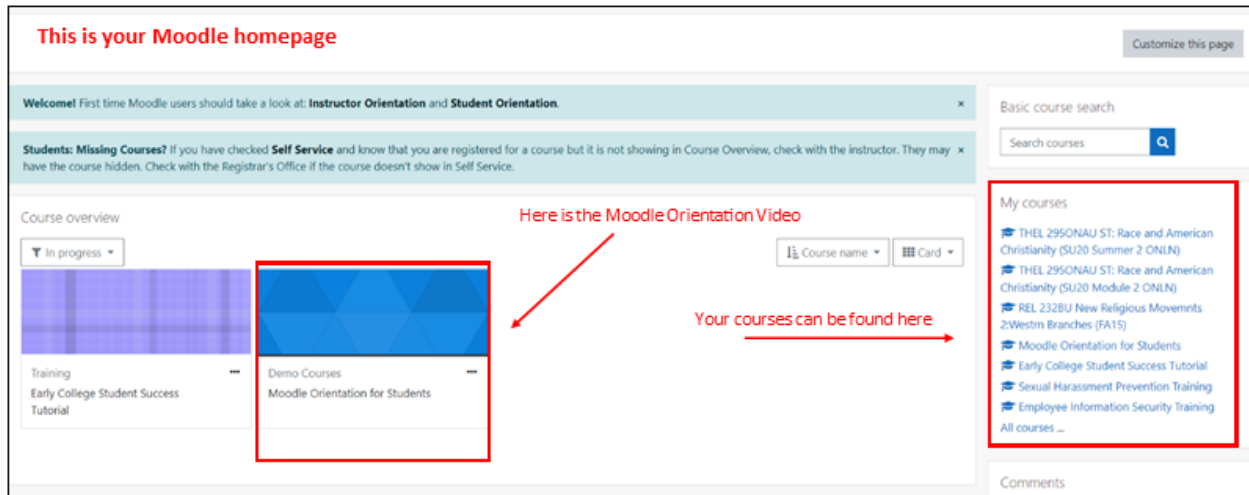 This is your Moodle homepage
Customize this page
Welcome! First time Moodle users should take a look at: Instructor Orientation and Student Orientation.
×
Students: Missing Courses? If you have checked Self Service and know that you are registered for a course but it is not showing in Course Overview, check with the instructor. They may
×
have the course hidden. Check with the Registrar's Office if the course doesn't show in Self Service.
Course overview
Here is the Moodle Orientation Video
In progress
Course name
Card
Your courses can be found here
Training
...
Early College Student Success
Tutorial
Demo Courses
...
Moodle Orientation for Students
Basic course search
Search courses
My courses
THEL 295ONAU ST: Race and American
Christianity (SU20 Summer 2 ONLN)
THEL 295ONAU ST: Race and American
Christianity (SU20 Module 2 ONLN)
REL 232BU New Religious Movemnts
2:Westrn Branches (FA15)
Moodle Orientation for Students
Early College Student Success Tutorial
Sexual Harassment Prevention Training
Employee Information Security Training
All courses ...
Comments